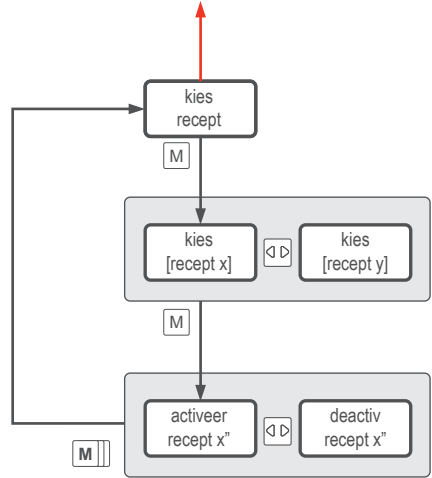 kies
recept
M
kies
[recept x]
kies
[recept y]
M
activeer
recept x”
deactiv
recept x”
M